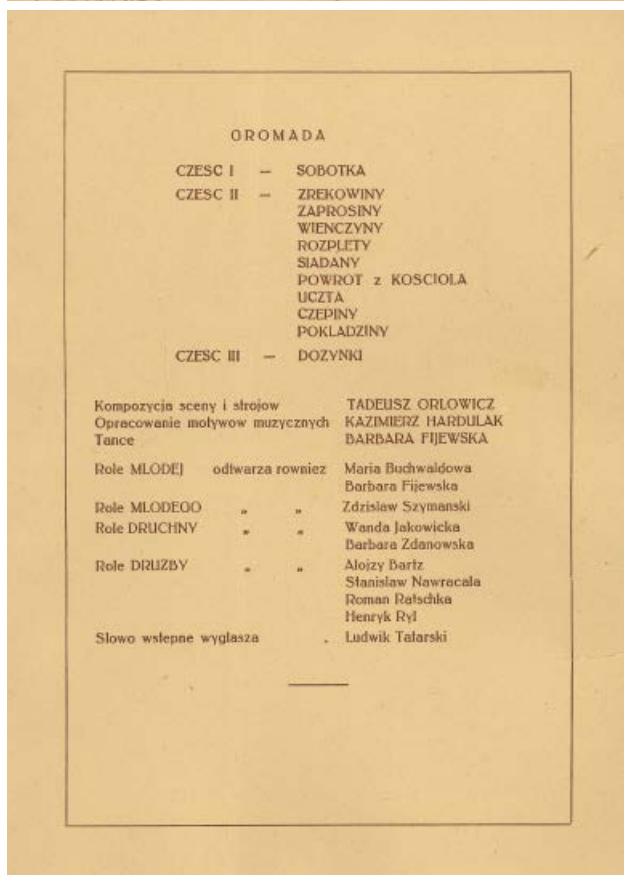 GROMADA
CZESC I — SOBOTKA
CZESC II — ZREKOWINY
ZAPROSINY
WIENCZYNY
ROZPLETY
SIADANY
POWROT z KOSCIOLA
UCZTA
CZEPINY
POKLADZINY
CZESC III — DOZYNKI
Kompozycja sceny i strojow TADEUSZ ORLOWICZ
Opracowanie motywow muzycznych KAZIMIERZ HARDULAK
Tance BARBARA FIJEWSKA
Role MLODEJ odtwarza rowniez Maria Buchwaldowa
Barbara Fijewska
Role MLODEGO „ „ Zdzislaw Szymanski
Role DRUCHNY „ „ Wanda Jakowicka
Barbara Zdanowska
Role DRUZBY „ „ Alojzy Bartz
Stanislaw Nawracala
Roman Ratschka
Henryk Ryl
Slowo wstepne wyglasza . Ludwik Tatarski